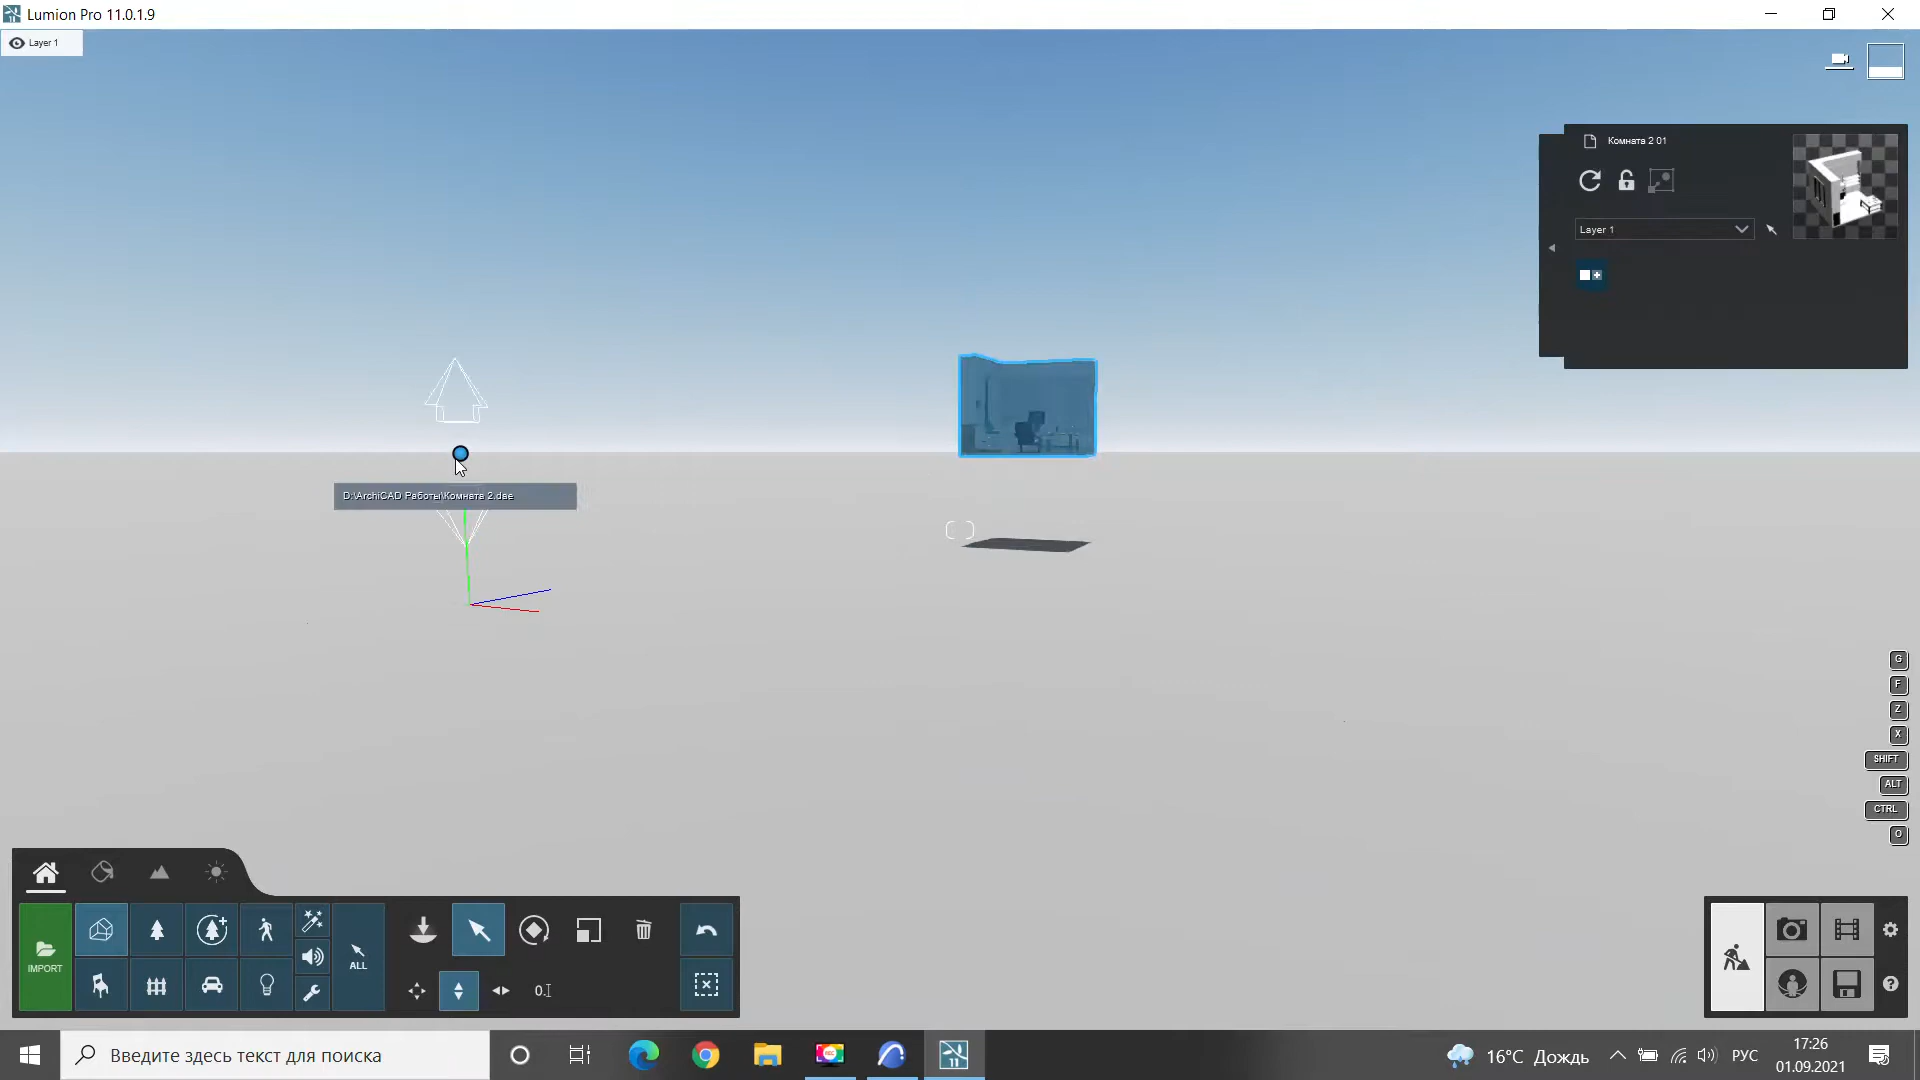 Lumion Pro 11.0.1.9
Layer 1
Комната 2 01
Layer 1
D:\ArchiCAD Работы\Комната 2.dae
G
F
Z
X
SHIFT
ALT
CTRL
O
IMPORT
ALL
0.
Введите здесь текст для поиска
16°C Дождь
РУС
17:26
01.09.2021